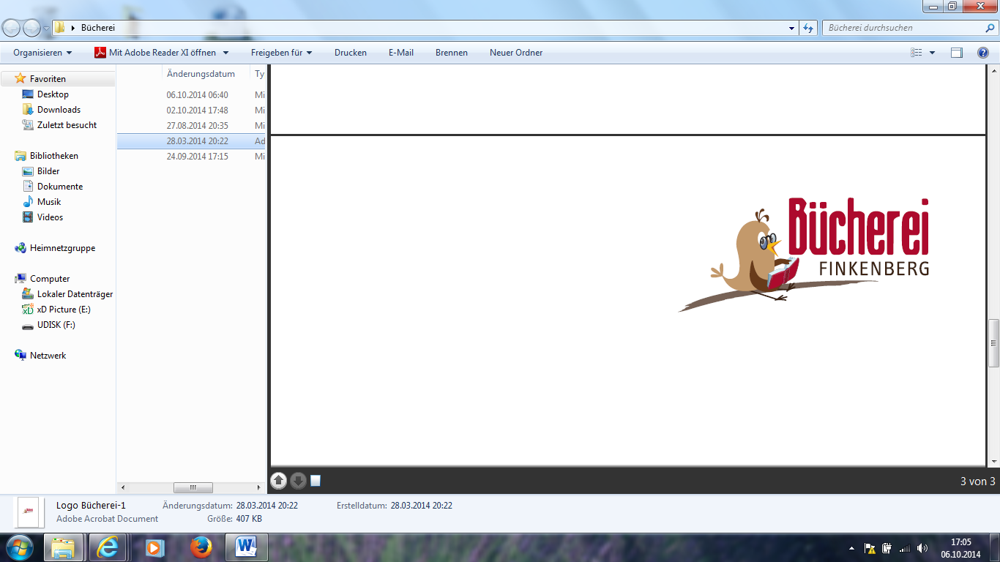 Bücherei
Bücherei durchsuchen
Organisieren
Mit Adobe Reader XI öffnen
Freigeben für
Drucken
E-Mail
Brennen
Neuer Ordner
Favoriten
Desktop
Downloads
Zuletzt besucht
Bibliotheken
Bilder
Dokumente
Musik
Videos
Heimnetzgruppe
Computer
Lokaler Datenträger
xD Picture (E:)
UDISK (F:)
Netzwerk
Änderungsdatum Ty
06.10.2014 06:40 Mi
02.10.2014 17:48 Mi
27.08.2014 20:35 Mi
28.03.2014 20:22 Ad
24.09.2014 17:15 Mi
Bücherei
FINKENBERG
3 von 3
Logo Bücherei-1 Änderungsdatum: 28.03.2014 20:22 Erstelldatum: 28.03.2014 20:22
Adobe Acrobat Document Größe: 407 KB
17:05
06.10.2014